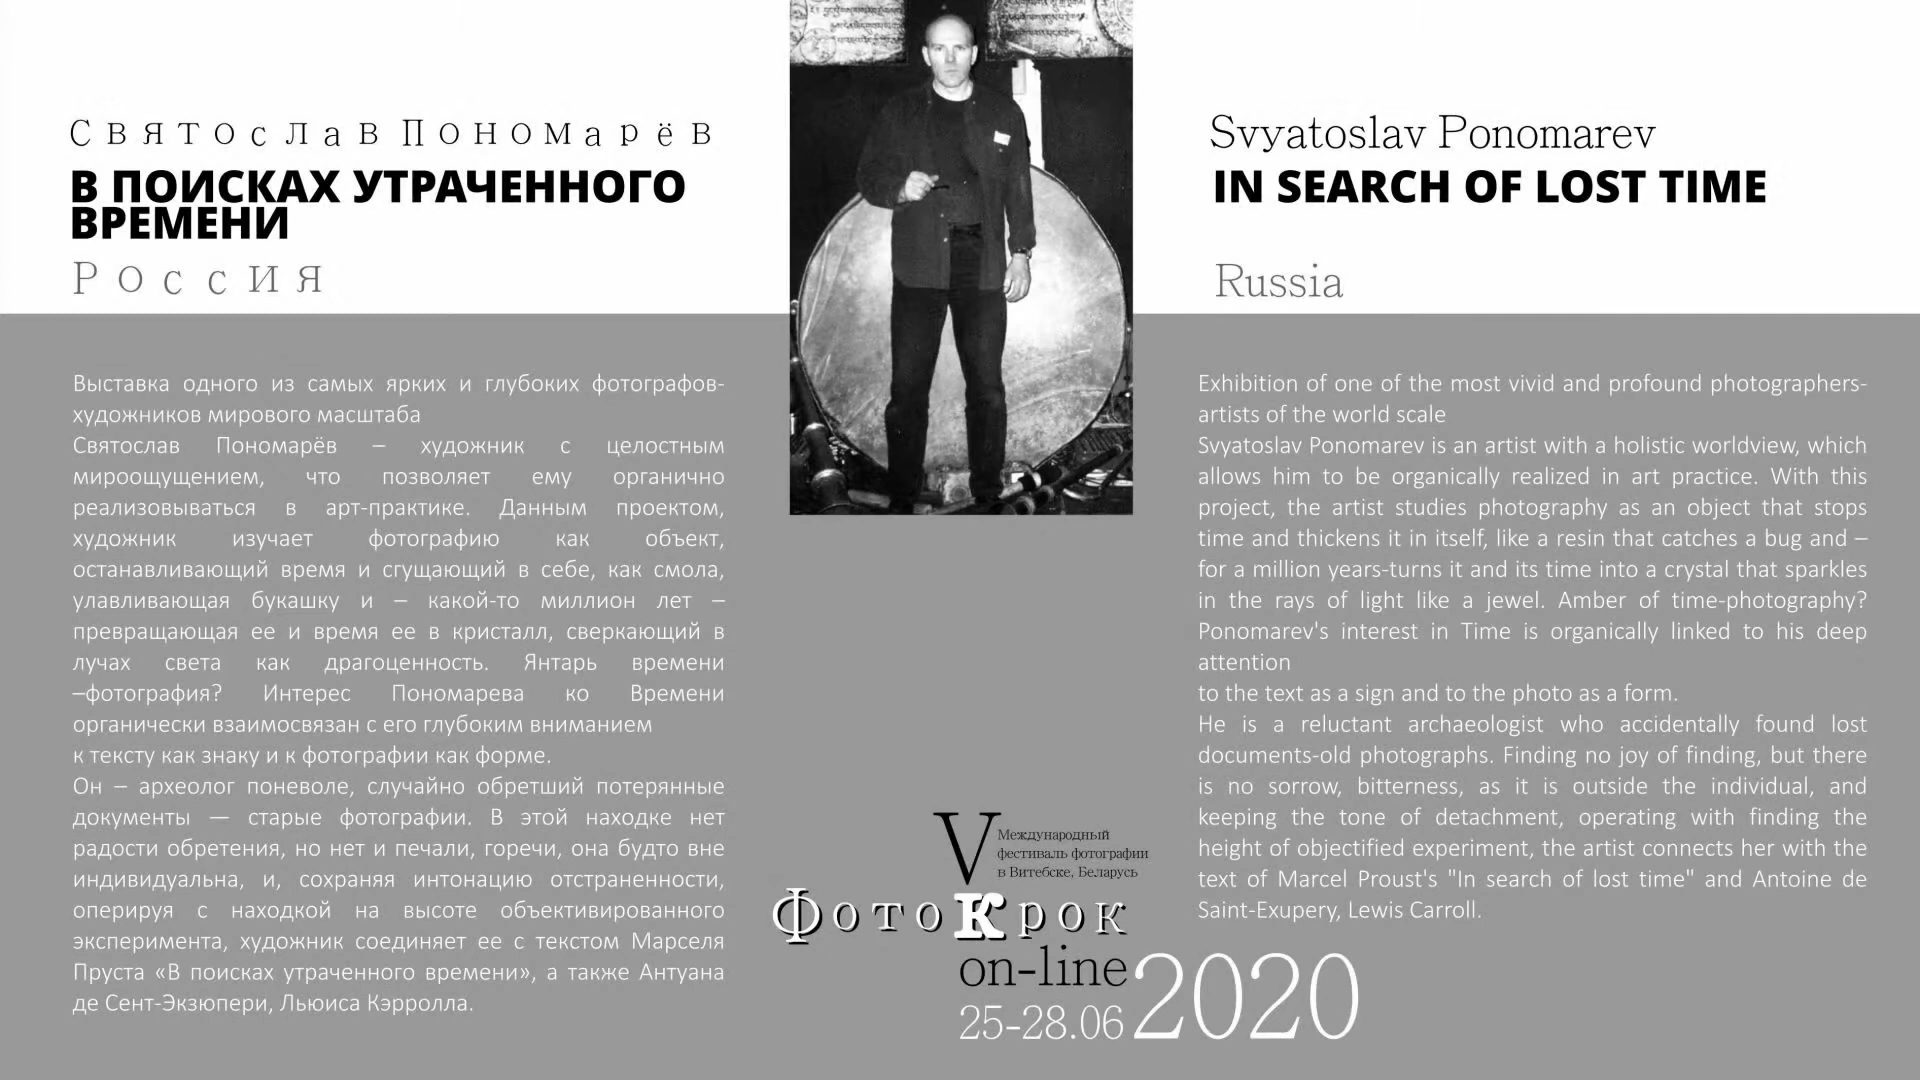 Святослав Пономарёв
В ПОИСКАХ УТРАЧЕННОГО
ВРЕМЕНИ
Россия
Выставка одного из самых ярких и глубоких фотографов-
художников мирового масштаба
Святослав Пономарёв – художник с целостным
мироощущением, что позволяет ему органично
реализовываться в арт-практике. Данным проектом,
художник изучает фотографию как объект,
останавливающий время и сгущающий в себе, как смола,
улавливающая букашку и – какой-то миллион лет –
превращающая ее и время ее в кристалл, сверкающий в
лучах света как драгоценность. Янтарь времени
–фотография? Интерес Пономарева ко Времени
органически взаимосвязан с его глубоким вниманием
к тексту как знаку и к фотографии как форме.
Он – археолог поневоле, случайно обретший потерянные
документы — старые фотографии. В этой находке нет
радости обретения, но нет и печали, горечи, она будто вне
индивидуальна, и, сохраняя интонацию отстраненности,
оперируя с находкой на высоте объективированного
эксперимента, художник соединяет ее с текстом Марселя
Пруста «В поисках утраченного времени», а также Антуана
де Сент-Экзюпери, Льюиса Кэрролла.
V
Международный
фестиваль фотографии
в Витебске, Беларусь
ФотоКрок
on-line
25-28.06 2020
Svyatoslav Ponomarev
IN SEARCH OF LOST TIME
Russia
Exhibition of one of the most vivid and profound photographers-
artists of the world scale
Svyatoslav Ponomarev is an artist with a holistic worldview, which
allows him to be organically realized in art practice. With this
project, the artist studies photography as an object that stops
time and thickens it in itself, like a resin that catches a bug and –
for a million years-turns it and its time into a crystal that sparkles
in the rays of light like a jewel. Amber of time-photography?
Ponomarev's interest in Time is organically linked to his deep
attention
to the text as a sign and to the photo as a form.
He is a reluctant archaeologist who accidentally found lost
documents-old photographs. Finding no joy of finding, but there
is no sorrow, bitterness, as it is outside the individual, and
keeping the tone of detachment, operating with finding the
height of objectified experiment, the artist connects her with the
text of Marcel Proust's "In search of lost time" and Antoine de
Saint-Exupery, Lewis Carroll.